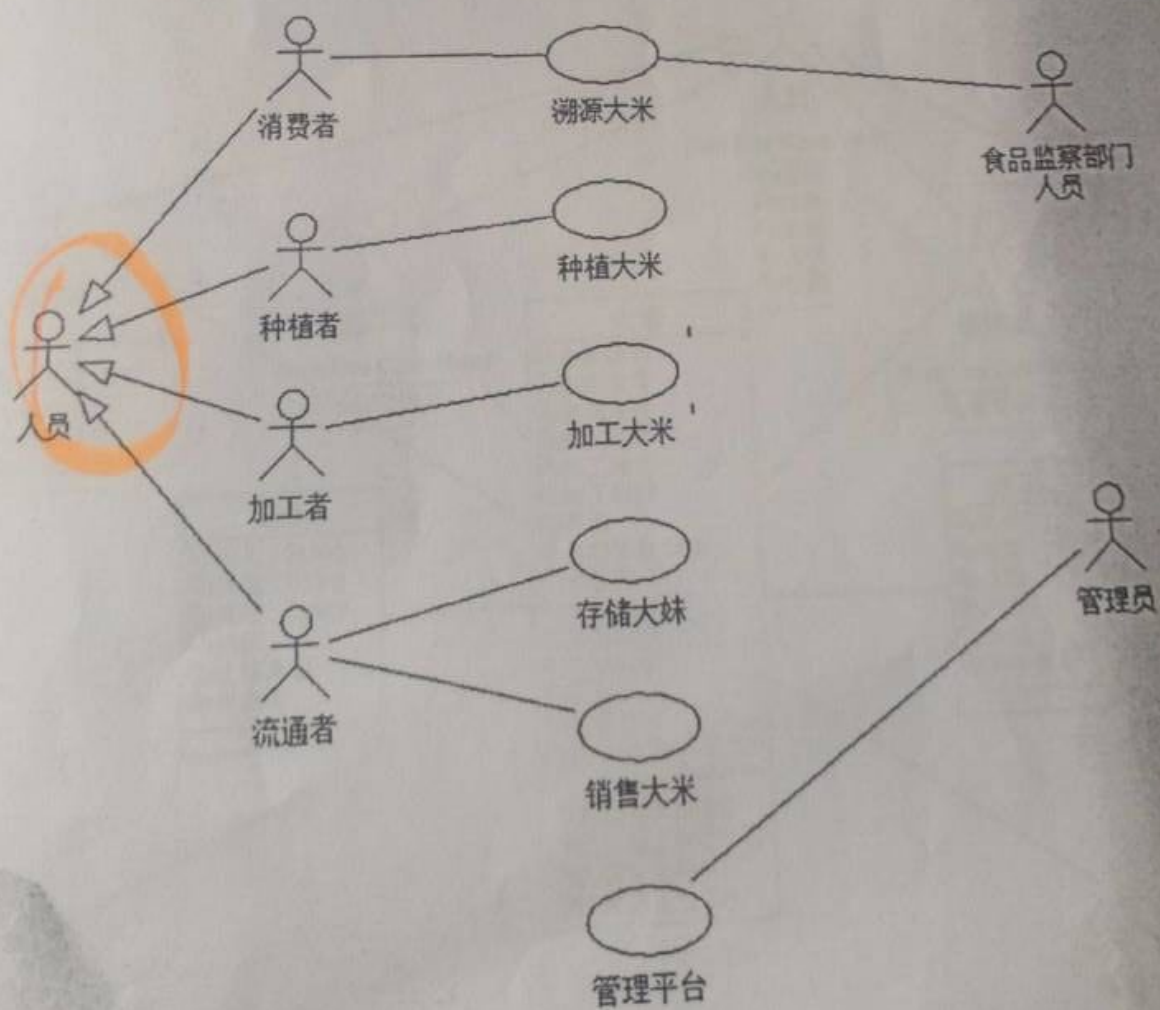 消费者
溯源大米
食品监察部门
人员
种植者
种植大米
人员
加工者
加工大米
流通者
存储大妹
销售大米
管理员
管理平台